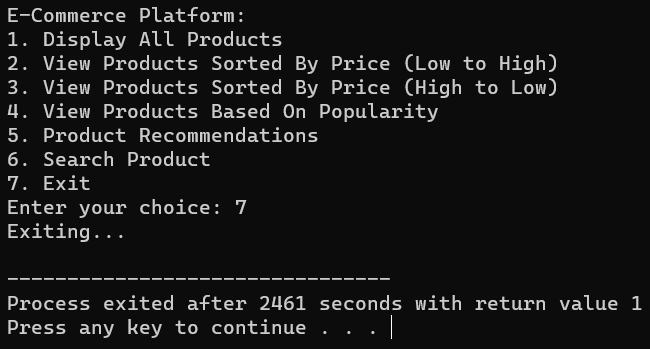 E-Commerce Platform:
1. Display All Products
2. View Products Sorted By Price (Low to High)
3. View Products Sorted By Price (High to Low)
4. View Products Based On Popularity
5. Product Recommendations
6. Search Product
7. Exit
Enter your choice: 7
Exiting...
--------------------------------
Process exited after 2461 seconds with return value 1
Press any key to continue . . .